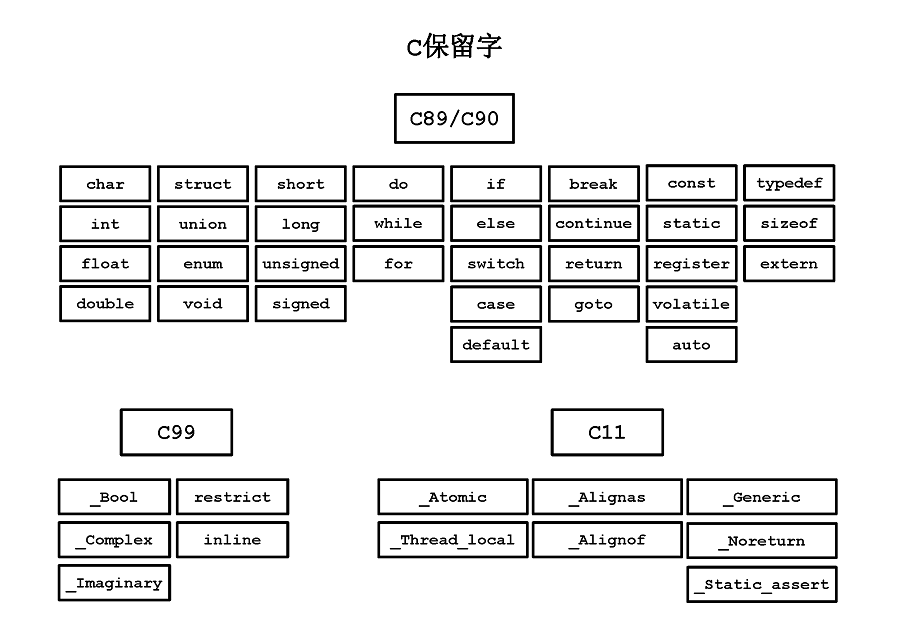 C保留字
C89/C90
char struct short do if break const typedef
int union long while else continue static sizeof
float enum unsigned for switch return register extern
double void signed case goto volatile
default auto
C99 C11
_Bool restrict _Atomic _Alignas _Generic
_Complex inline _Thread_local _Alignof _Noreturn
_Imaginary _Static_assert